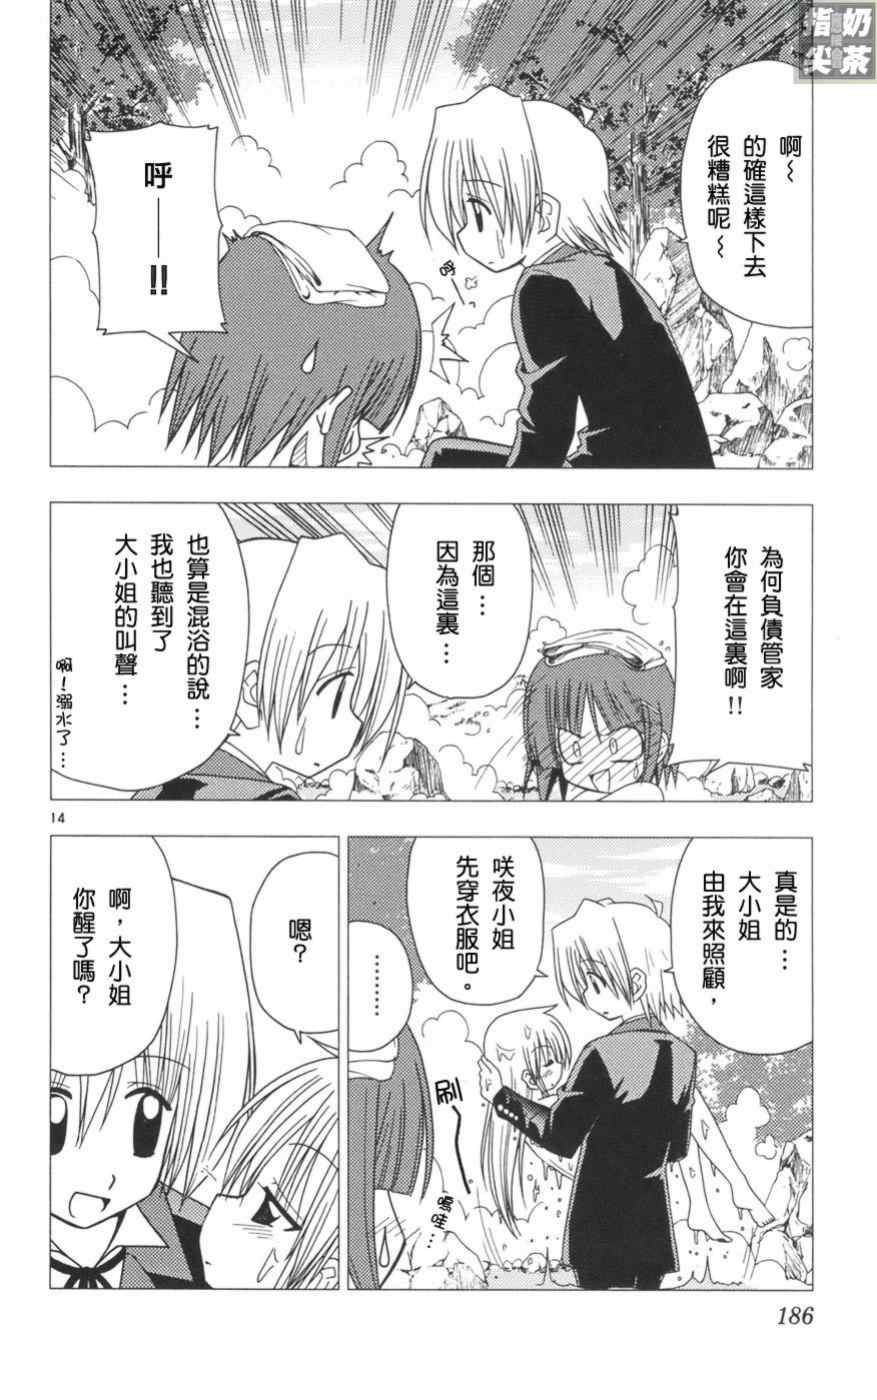 指奶
尖茶
啊～
的確這樣下去
很糟糕呢～
呼
呼
——!!
為何負債管家
你會在這裏啊!!
那個…
因為這裏…
也算是混浴的說…
我也聽到了
大小姐的叫聲…
啊！溺水了…
14
真是的…
大小姐
由我來照顧，
咲夜小姐
先穿衣服吧。
………
刷
嗚哇…
嗯？
啊，大小姐
你醒了嗎？
186